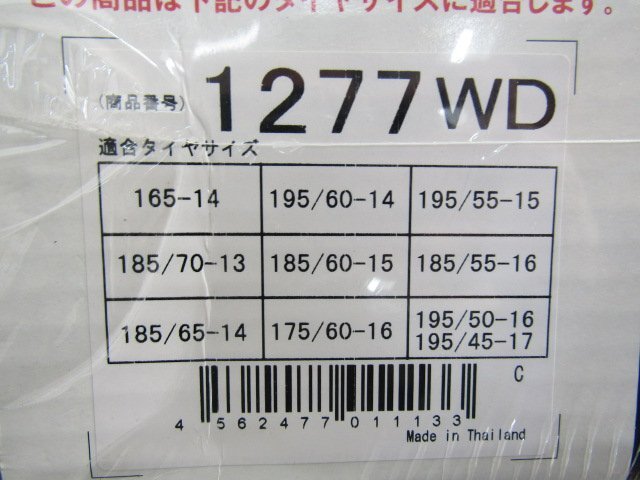 この商品は下記のタイヤサイズに適合します。
(商品番号) 1277WD
適合タイヤサイズ
165-14 195/60-14 195/55-15
185/70-13 185/60-15 185/55-16
185/65-14 175/60-16 195/50-16
195/45-17
C
4 562477 011133
Made in Thailand